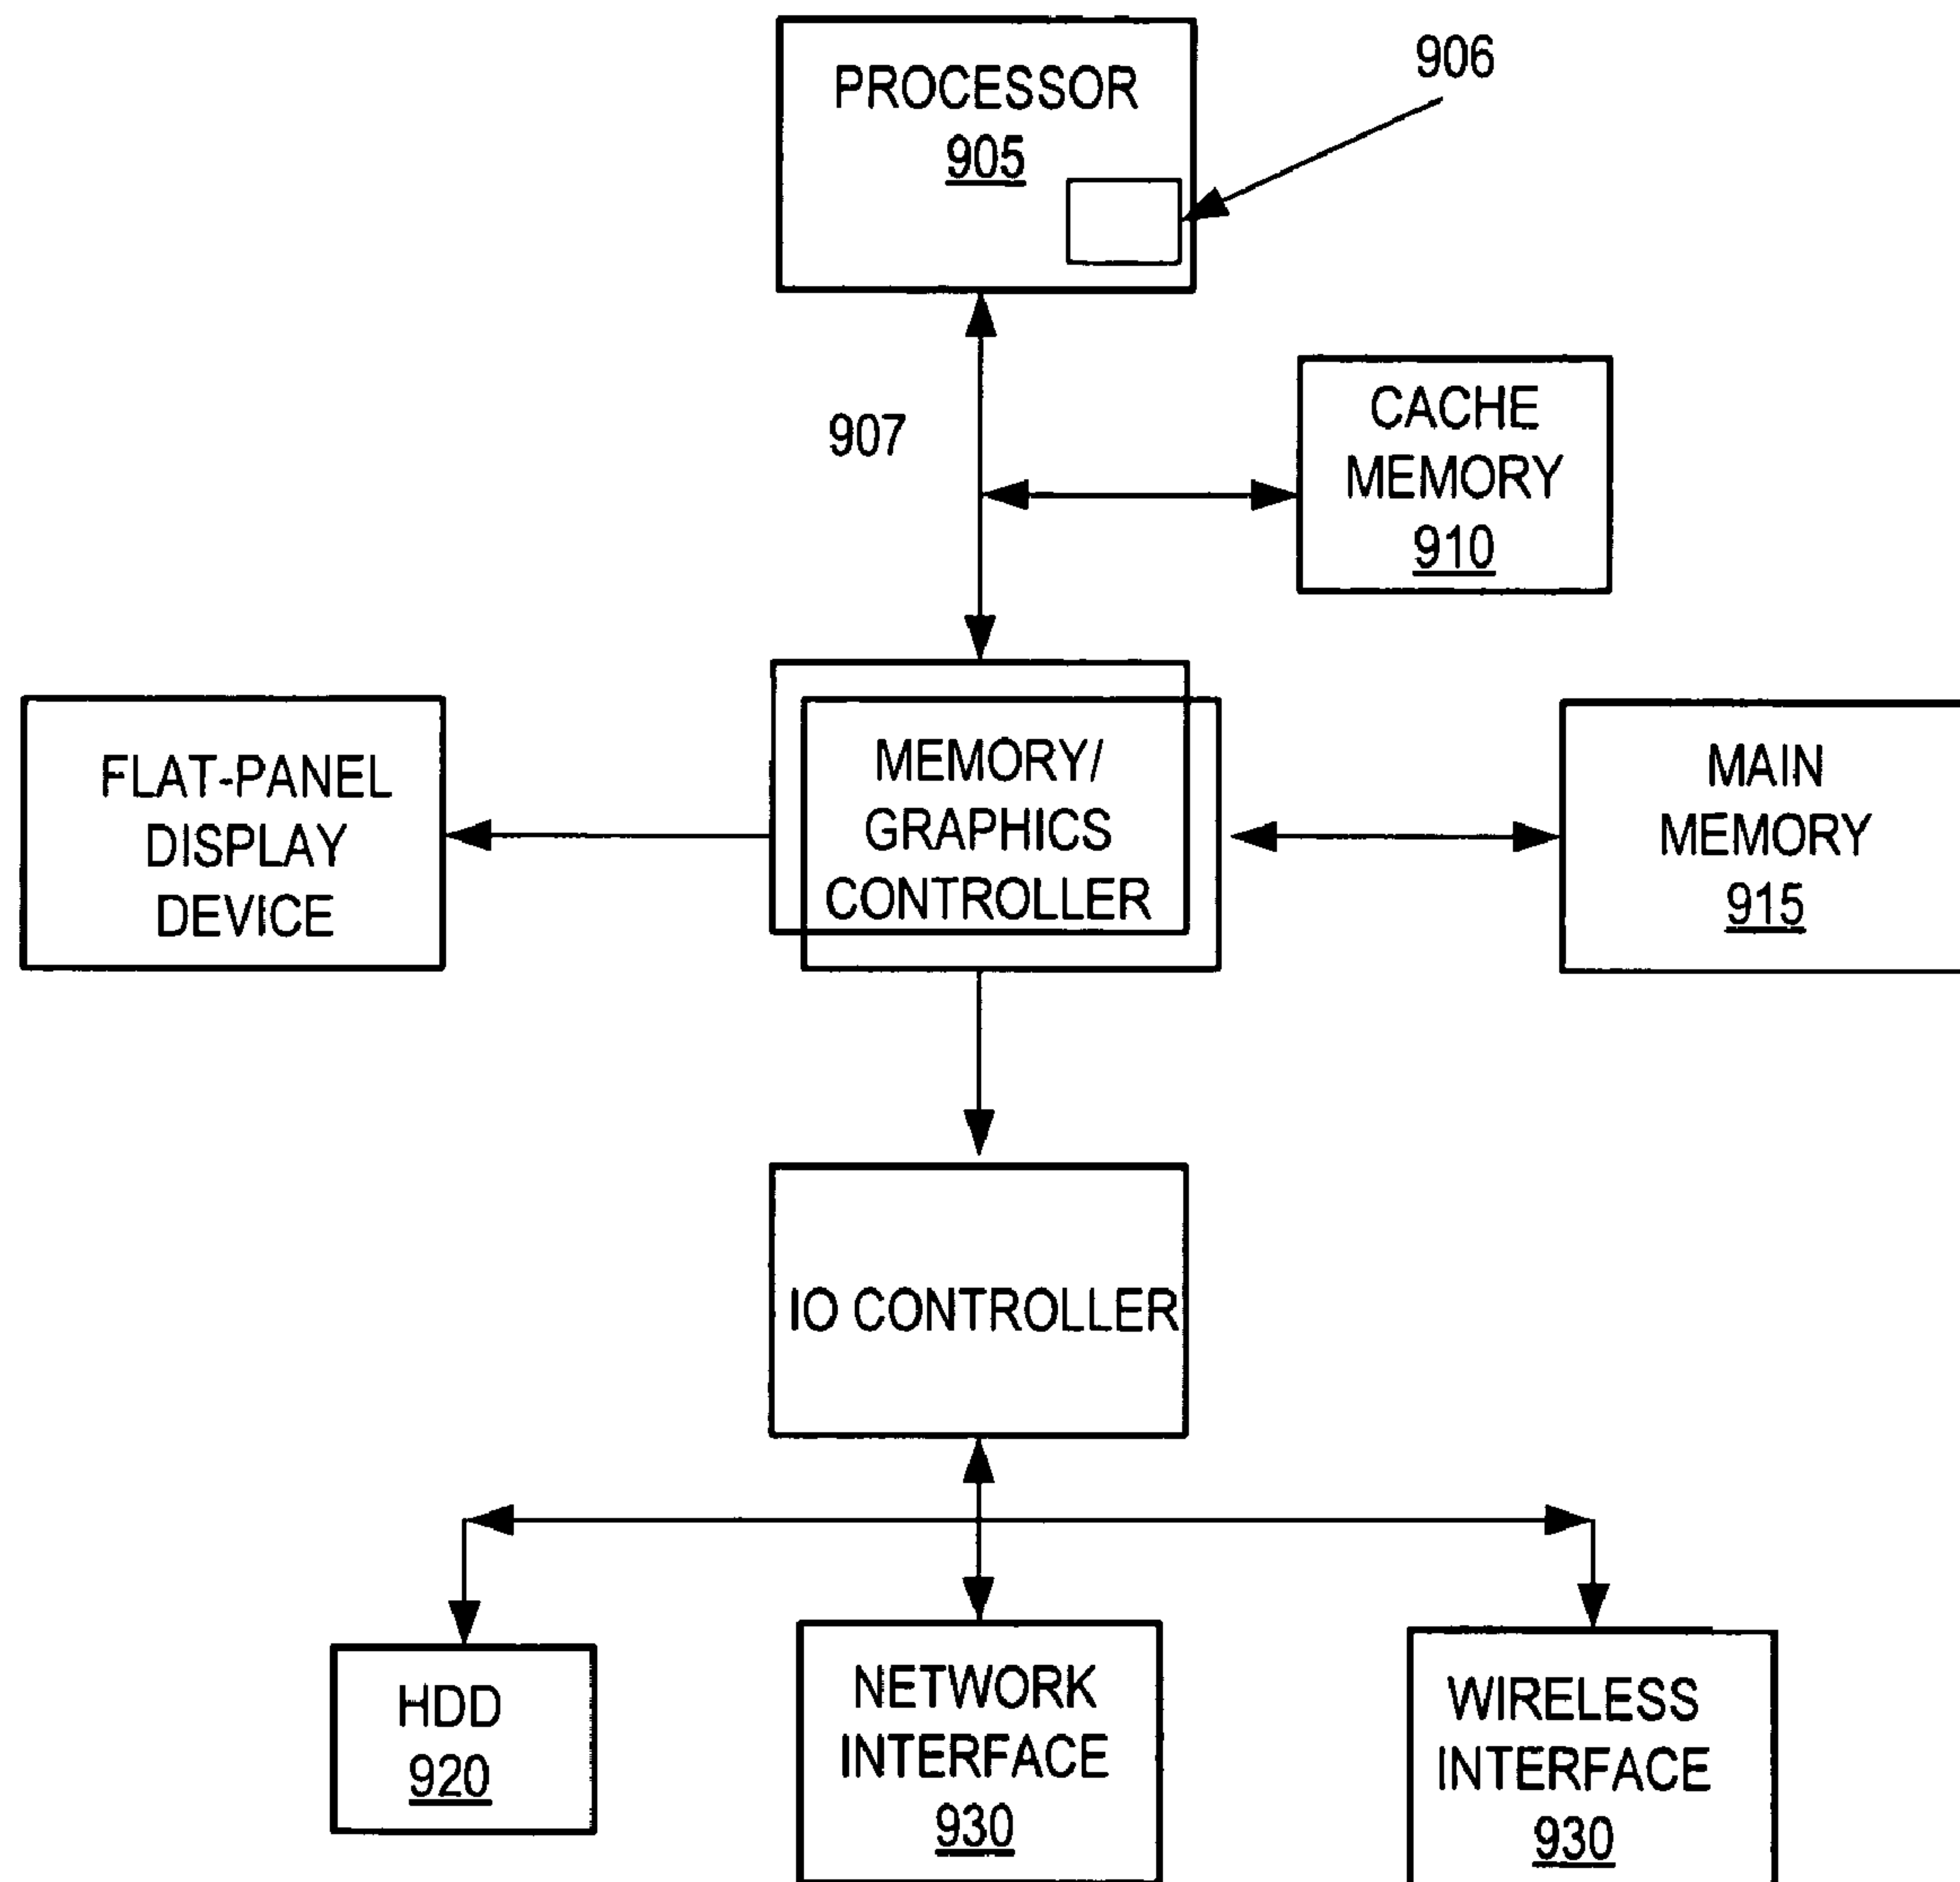 PROCESSOR
905
906
907
CACHE
MEMORY
910
FLAT-PANEL
DISPLAY
DEVICE
MEMORY/
GRAPHICS
CONTROLLER
MAIN
MEMORY
915
IO CONTROLLER
HDD
920
NETWORK
INTERFACE
930
WIRELESS
INTERFACE
930